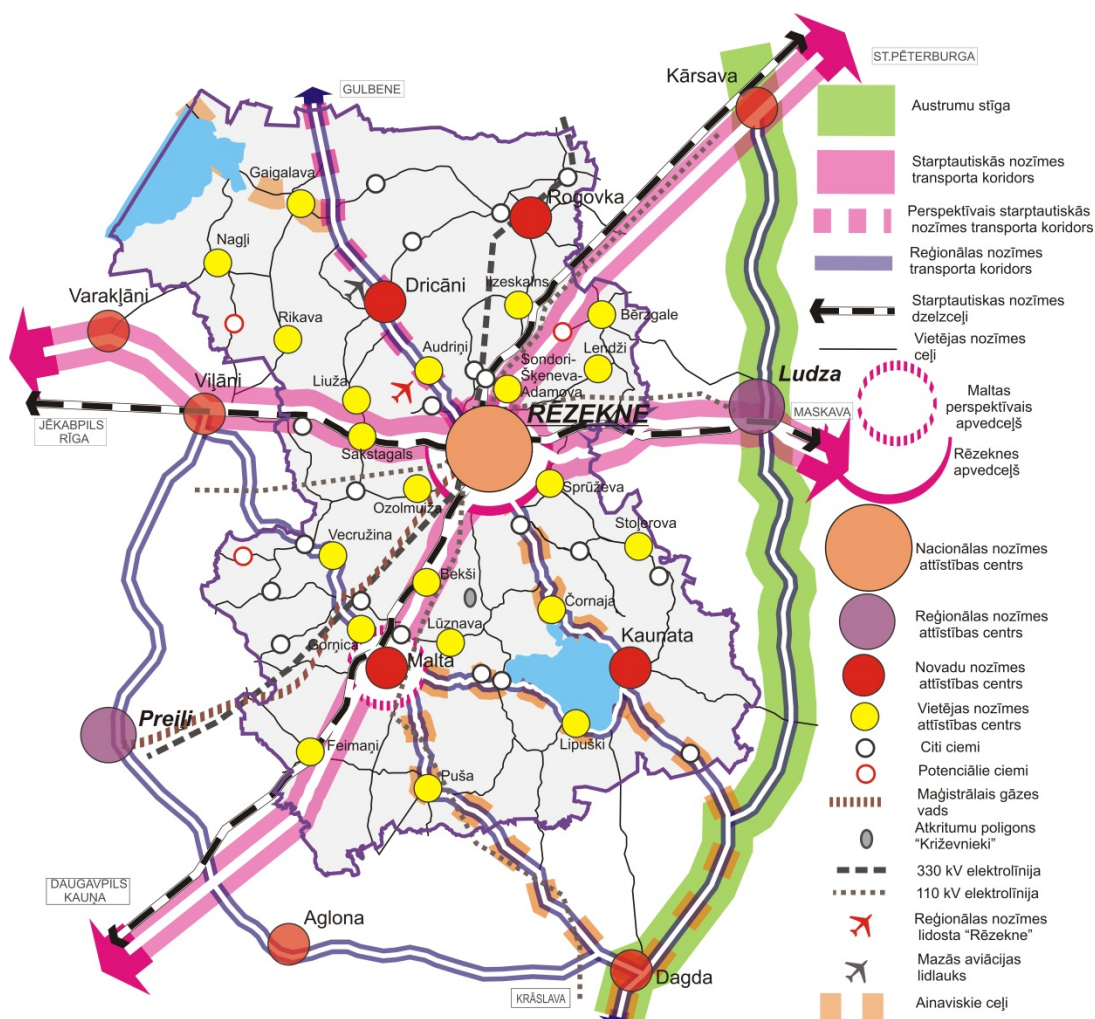 ST.PĒTERBURGA
Kārsava
GULBENE
Gaigalava
Rogovka
Nagļi
Varakļāni
Dricāni
Izeskalns
Rikava
Bērzgale
Audriņi
Lendži
Sondori-
Šķeneva-
Adamova
Liuža
Viļāni
Ludza
RĒZEKNE
MASKAVA
JĒKABPILS
RĪGA
Sakstagals
Ozolmuiža
Sprūževa
Stoļerova
Vecružina
Bekši
Čornaja
Lūznava
Kaunata
Gorņica
Malta
Preiļi
Feimaņi
Lipuški
Puša
DAUGAVPILS
KAUŅA
Aglona
KRĀSLAVA
Dagda
Austrumu stīga
Starptautiskās nozīmes
transporta koridors
Perspektīvais starptautiskās
nozīmes transporta koridors
Reģionālas nozīmes
transporta koridors
Starptautiskas nozīmes
dzelzceļi
Vietējas nozīmes
ceļi
Maltas
perspektīvais
apvedceļš
Rēzeknes
apvedceļš
Nacionālas nozīmes
attīstības centrs
Reģionālas nozīmes
attīstības centrs
Novadu nozīmes
attīstības centrs
Vietējas nozīmes
attīstības centrs
Citi ciemi
Potenciālie ciemi
Maģistrālais gāzes
vads
Atkritumu poligons
“Križevnieki”
330 kV elektrolīnija
110 kV elektrolīnija
Reģionālas nozīmes
lidosta “Rēzekne”
Mazās aviācijas
lidlauks
Ainaviskie ceļi